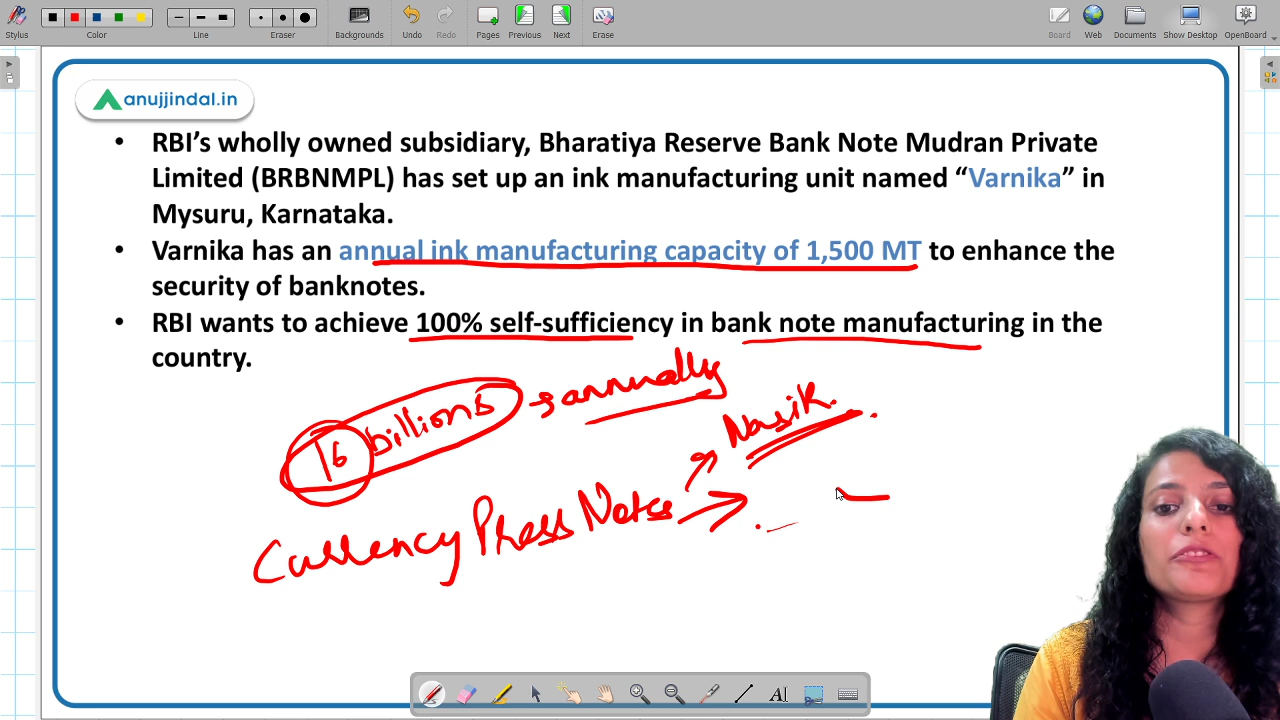 Stylus
Color
Line
Eraser
Backgrounds
Undo
Redo
Pages
Previous
Next
Erase
Board
Web
Documents
Show Desktop
OpenBoard
anujjindal.in
• RBI’s wholly owned subsidiary, Bharatiya Reserve Bank Note Mudran Private
Limited (BRBNMPL) has set up an ink manufacturing unit named “Varnika” in
Mysuru, Karnataka.
• Varnika has an annual ink manufacturing capacity of 1,500 MT to enhance the
security of banknotes.
• RBI wants to achieve 100% self-sufficiency in bank note manufacturing in the
country.
16 billions annually
Nasik.
Currency Press Notes